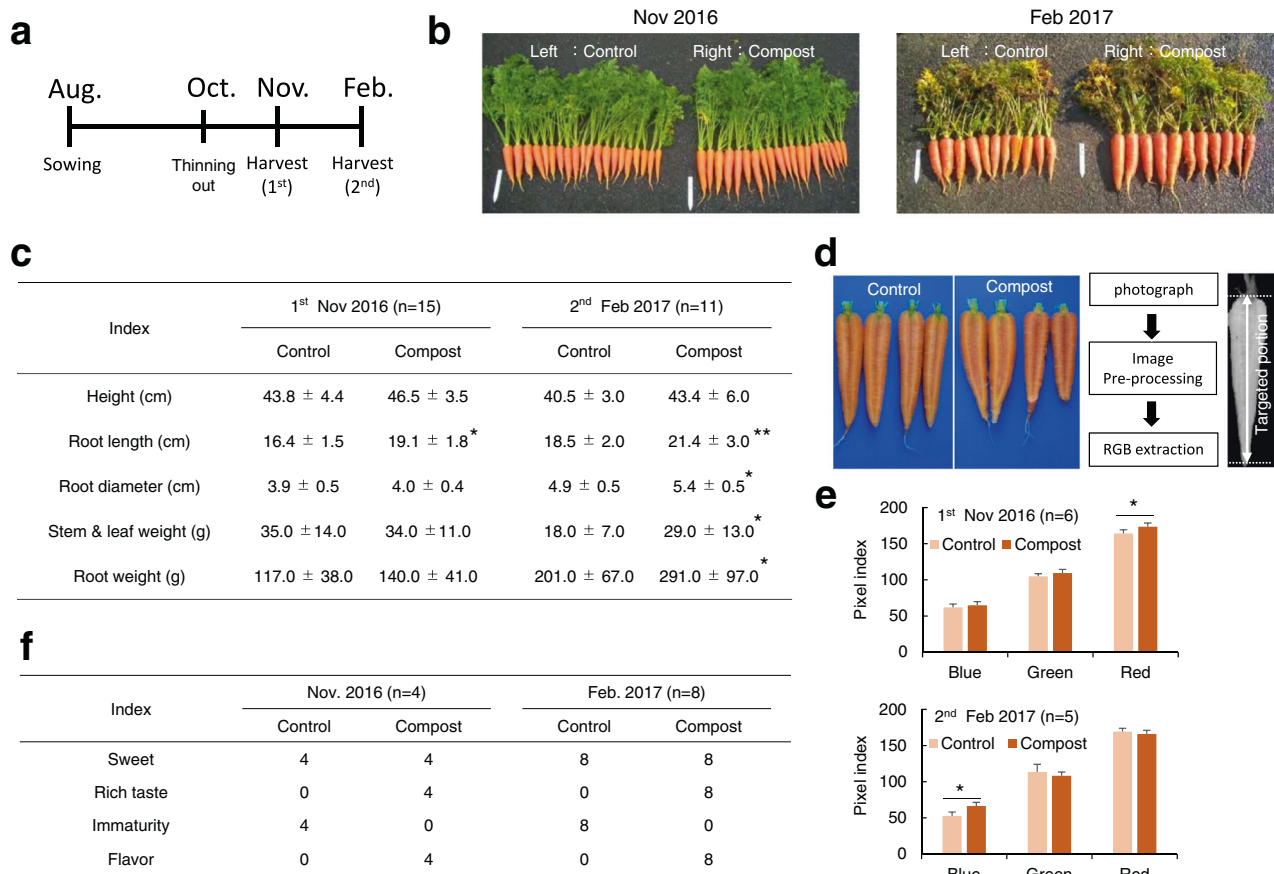 a
Aug.
Oct.
Nov.
Feb.
Sowing
Thinning
out
Harvest
(1st)
Harvest
(2nd)
b
Nov 2016
Left : Control
Right : Compost
Feb 2017
Left : Control
Right : Compost
c
Index
1st Nov 2016 (n=15)
2nd Feb 2017 (n=11)
Control Compost Control Compost
Height (cm) 43.8 ± 4.4 46.5 ± 3.5 40.5 ± 3.0 43.4 ± 6.0
Root length (cm) 16.4 ± 1.5 19.1 ± 1.8* 18.5 ± 2.0 21.4 ± 3.0**
Root diameter (cm) 3.9 ± 0.5 4.0 ± 0.4 4.9 ± 0.5 5.4 ± 0.5*
Stem & leaf weight (g) 35.0 ±14.0 34.0 ±11.0 18.0 ± 7.0 29.0 ± 13.0*
Root weight (g) 117.0 ± 38.0 140.0 ± 41.0 201.0 ± 67.0 291.0 ± 97.0*
d
Control
Compost
photograph
Image
Pre-processing
RGB extraction
Targeted portion
e
Pixel index
200
150
100
50
0
1st Nov 2016 (n=6)
Control Compost
*
Blue Green Red
Pixel index
200
150
100
50
0
2nd Feb 2017 (n=5)
Control Compost
*
Blue Green Red
f
Index
Nov. 2016 (n=4)
Feb. 2017 (n=8)
Control Compost Control Compost
Sweet 4 4 8 8
Rich taste 0 4 0 8
Immaturity 4 0 8 0
Flavor 0 4 0 8